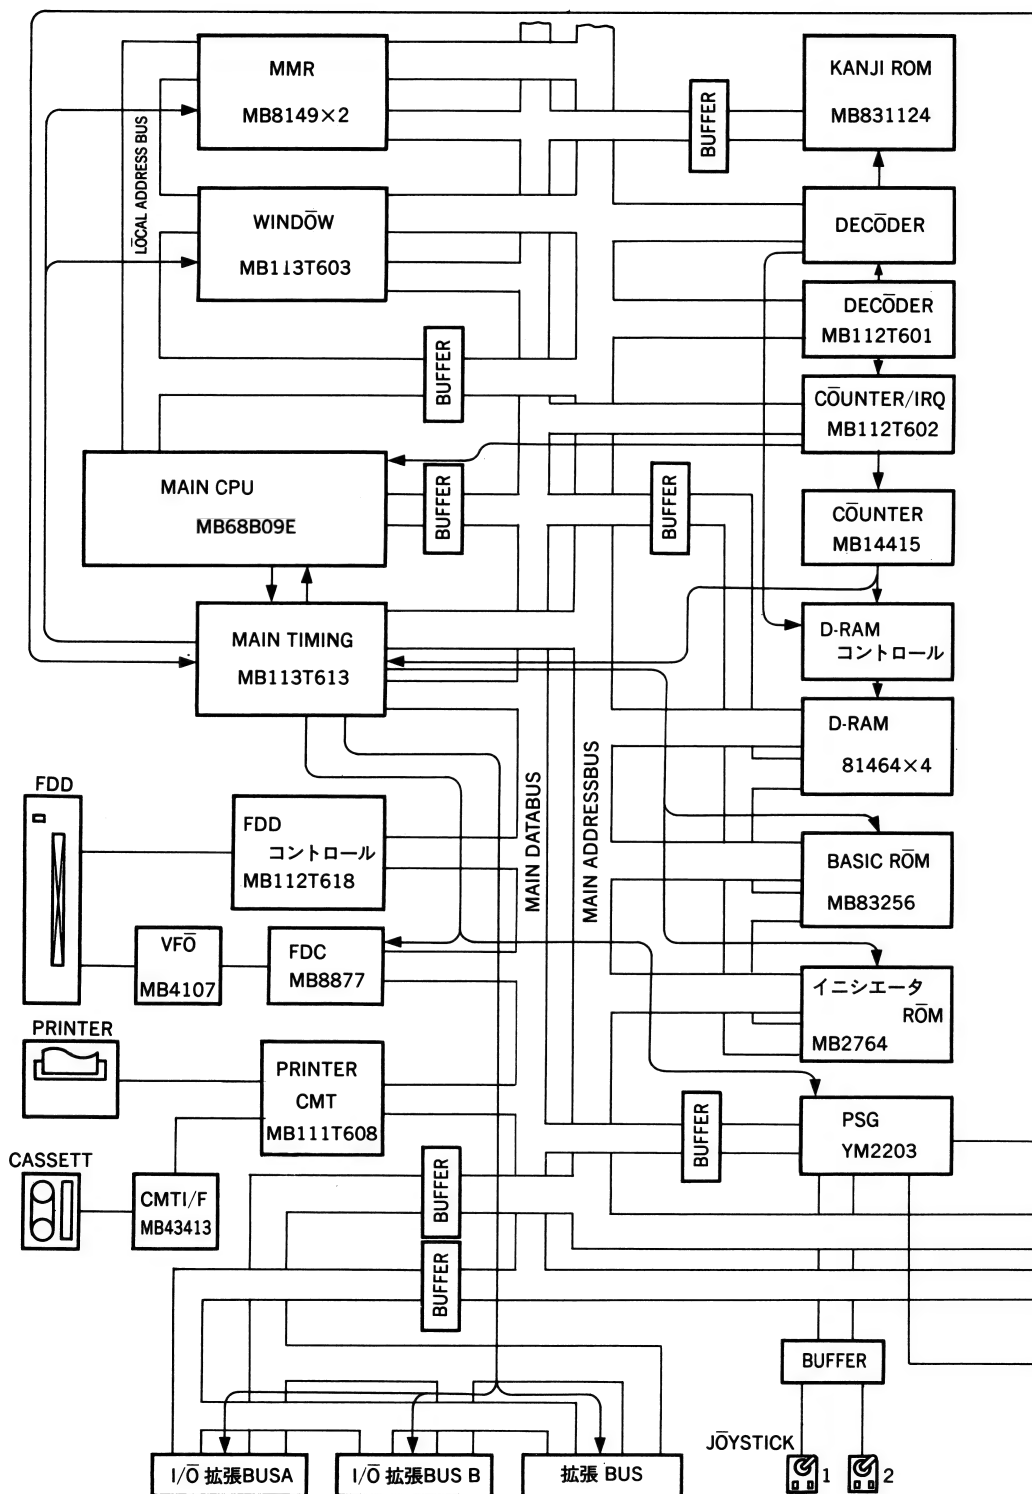 MMR
MB8149×2
LOCAL ADDRESS BUS
WINDOW
MB113T603
BUFFER
MAIN CPU
MB68B09E
BUFFER
MAIN TIMING
MB113T613
BUFFER
KANJI ROM
MB831124
DECODER
DECODER
MB112T601
COUNTER/IRQ
MB112T602
BUFFER
COUNTER
MB14415
D-RAM
コントロール
D-RAM
81464×4
MAIN DATABUS
MAIN ADDRESSBUS
BASIC ROM
MB83256
イニシエータ
ROM
MB2764
FDD
FDD
コントロール
MB112T618
VFO
MB4107
FDC
MB8877
PRINTER
PRINTER
CMT
MB111T608
CASSETT
CMTI/F
MB43413
BUFFER
BUFFER
BUFFER
PSG
YM2203
BUFFER
JOYSTICK
1
2
I/O 拡張BUSA
I/O 拡張BUS B
拡張 BUS